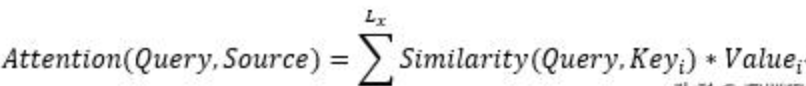 Attention(Query, Source) = ∑^{L_x} Similarity(Query, Key_i) * Value_i